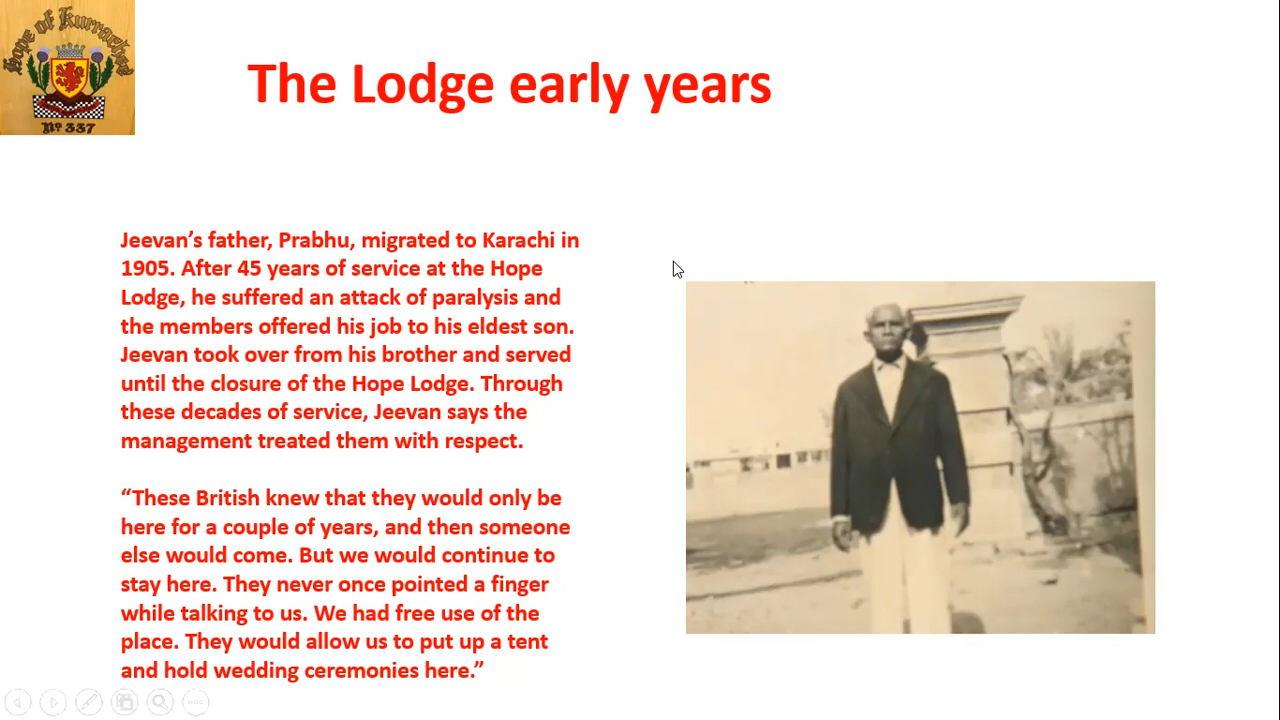 Hope of Kurrachee
Nº 337
The Lodge early years
Jeevan’s father, Prabhu, migrated to Karachi in
1905. After 45 years of service at the Hope
Lodge, he suffered an attack of paralysis and
the members offered his job to his eldest son.
Jeevan took over from his brother and served
until the closure of the Hope Lodge. Through
these decades of service, Jeevan says the
management treated them with respect.
“These British knew that they would only be
here for a couple of years, and then someone
else would come. But we would continue to
stay here. They never once pointed a finger
while talking to us. We had free use of the
place. They would allow us to put up a tent
and hold wedding ceremonies here.”